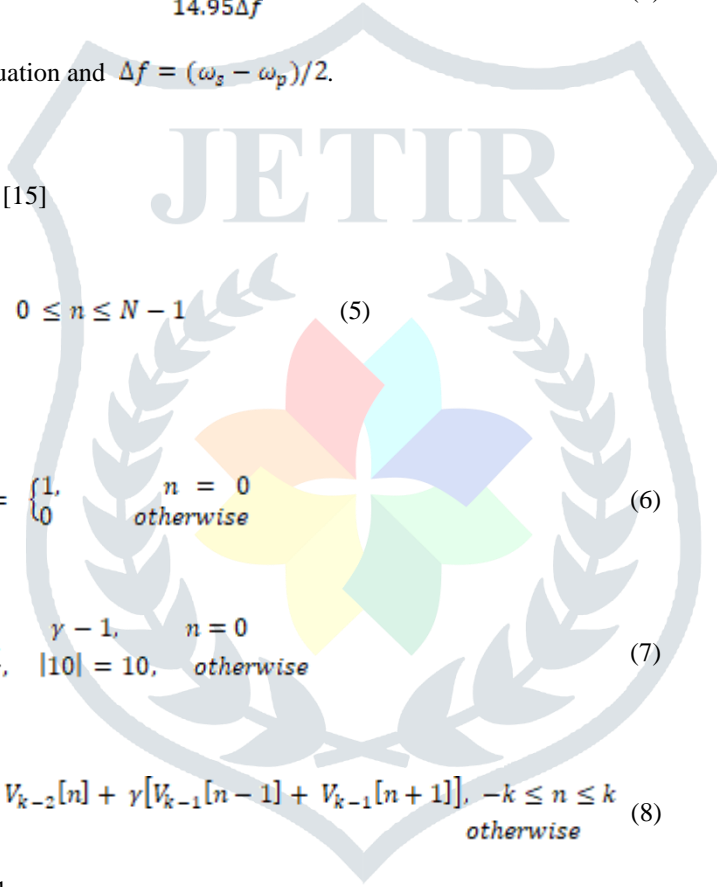 14.95Δf
uation and Δf = (ω_s − ω_p)/2.
JETIR
[15]
0 ≤ n ≤ N − 1 (5)
= {1, n = 0
0 otherwise (6)
γ − 1, n = 0
, |10| = 10, otherwise (7)
V_{k−2}[n] + γ[V_{k−1}[n − 1] + V_{k−1}[n + 1]], −k ≤ n ≤ k
otherwise (8)